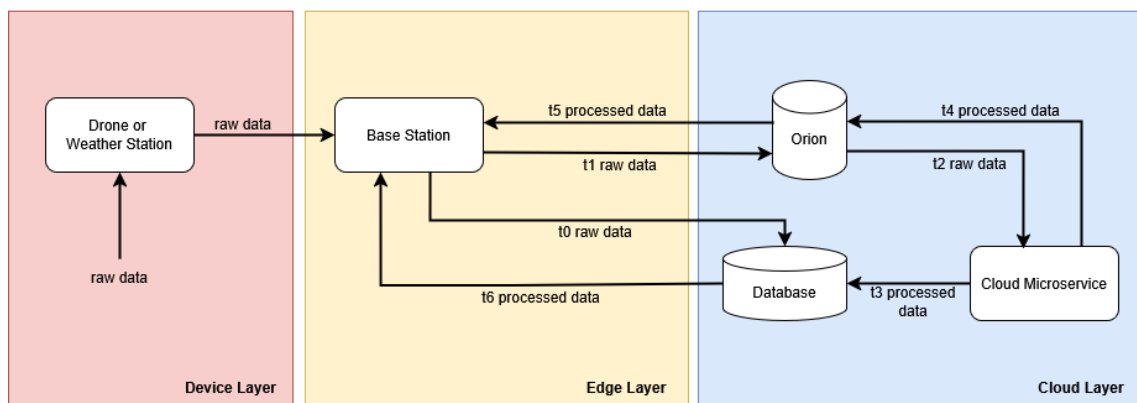 Drone or
Weather Station
raw data
raw data
Device Layer
Base Station
t5 processed data
t1 raw data
t0 raw data
t6 processed data
Edge Layer
Orion
t4 processed data
t2 raw data
Database
t3 processed
data
Cloud Microservice
Cloud Layer